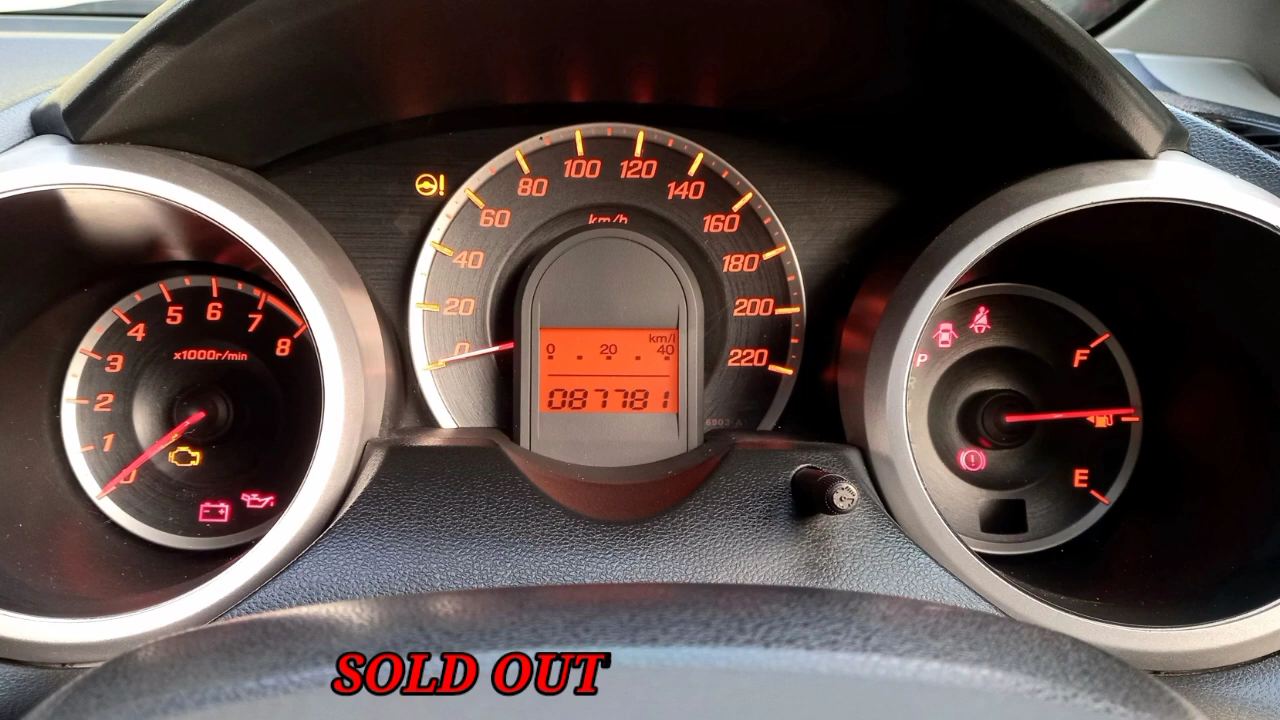 100 120
80 140
60 km/h 160
40 180
20 200
0 220
km/l
0 . 20 . 40
087781
5 6 7
4 8
3 x1000r/min
2
1
0
F
P
R
E
SOLD OUT